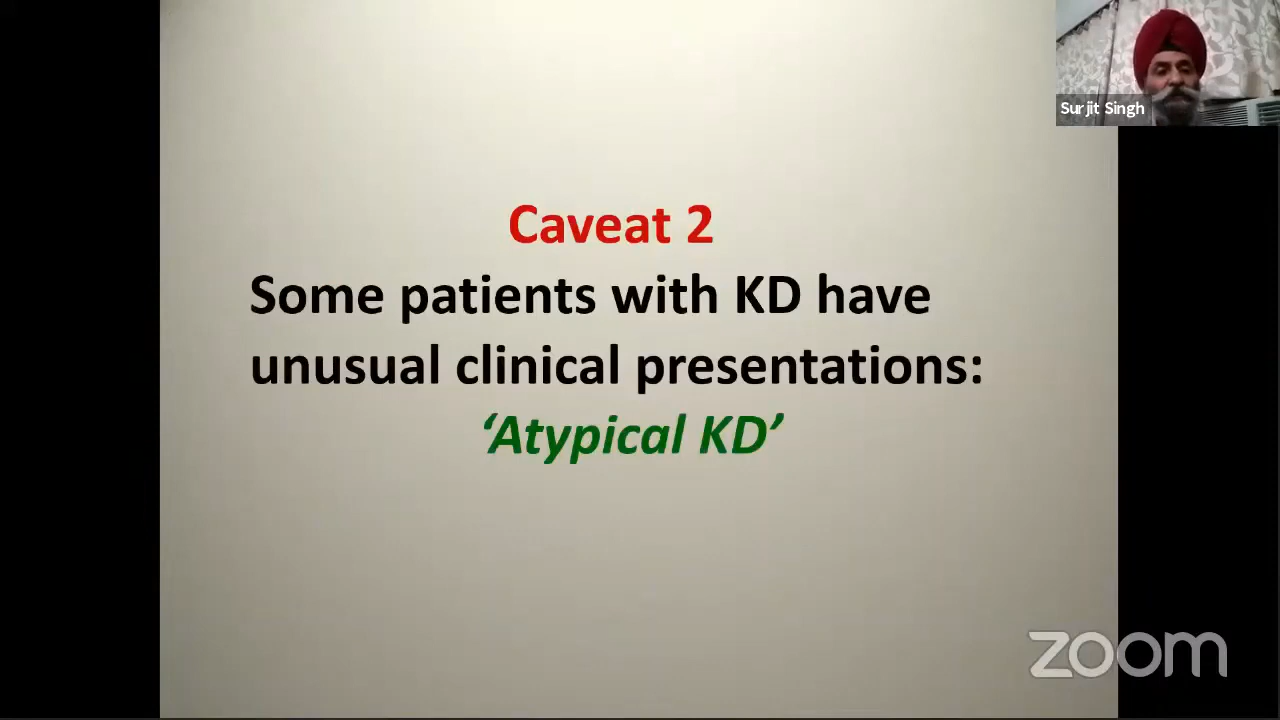 Surjit Singh
Caveat 2
Some patients with KD have
unusual clinical presentations:
‘Atypical KD’
zoom